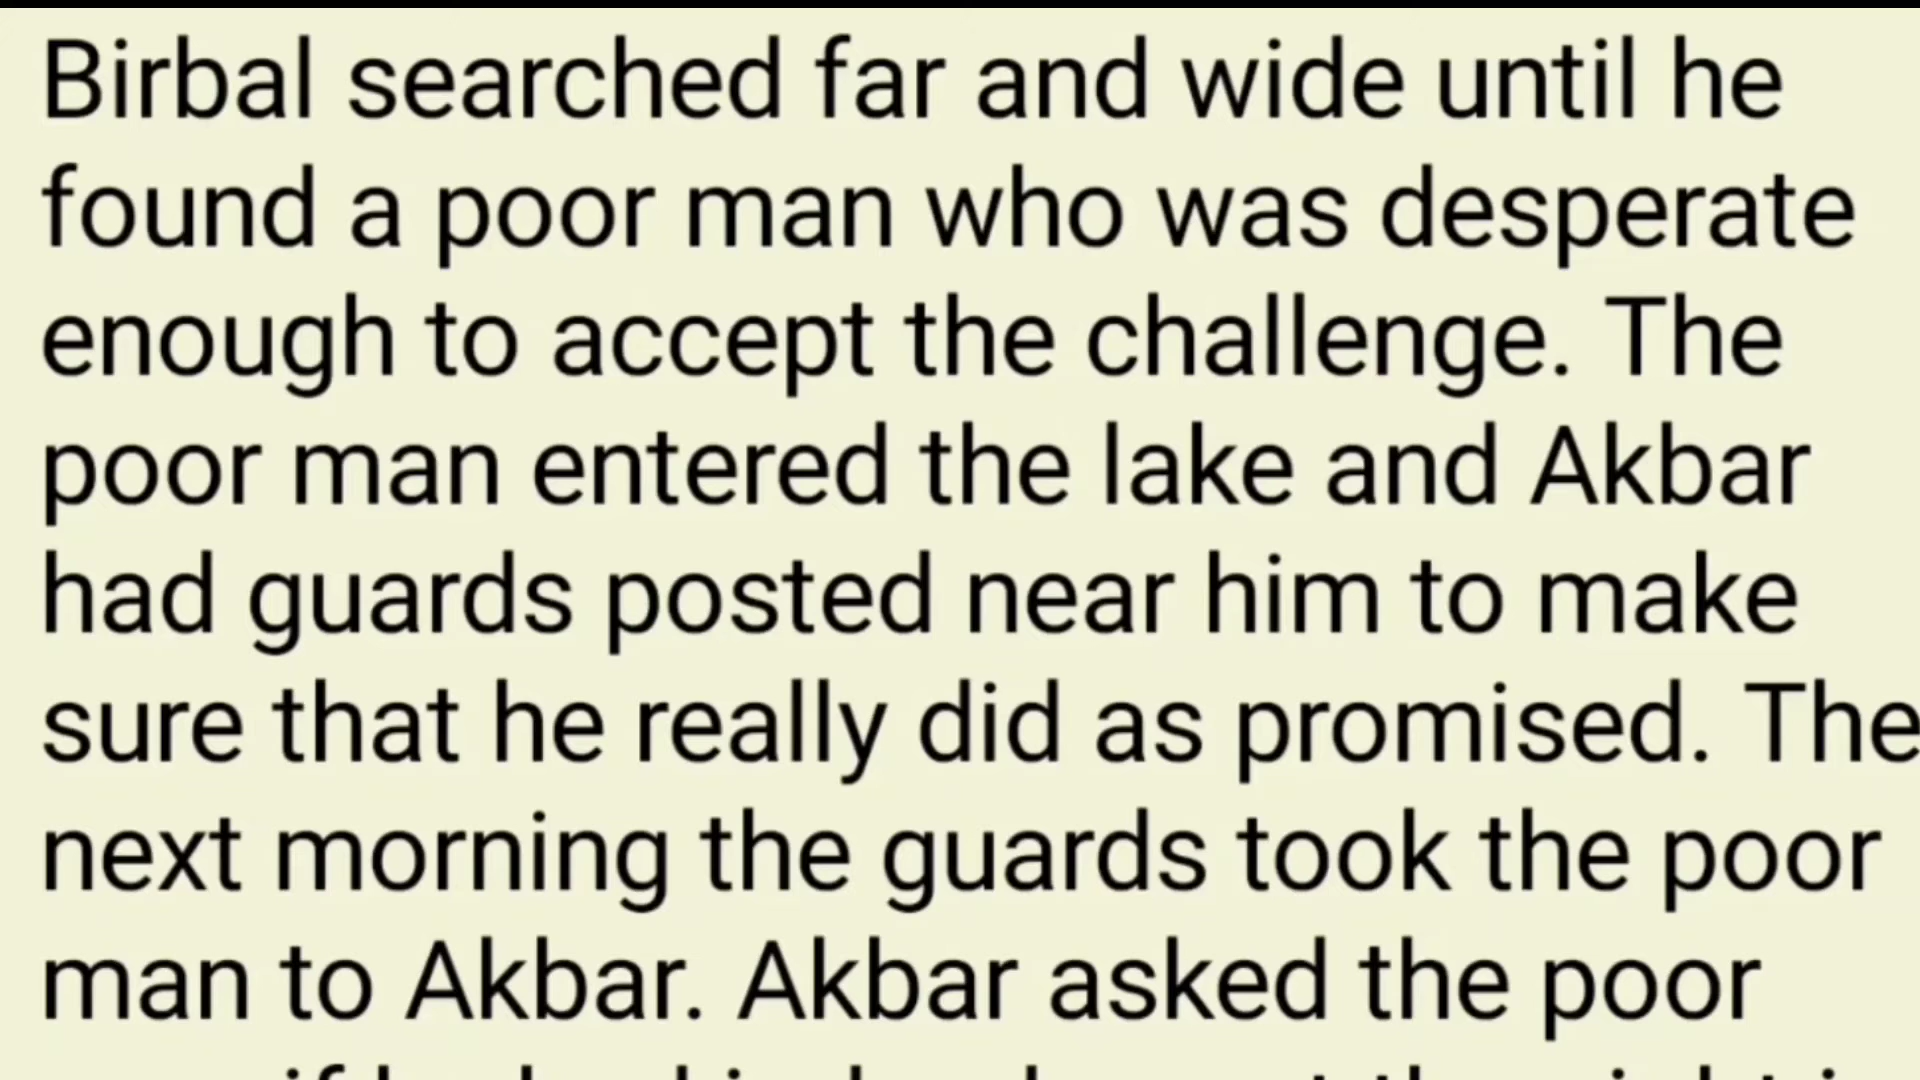 Birbal searched far and wide until he
found a poor man who was desperate
enough to accept the challenge. The
poor man entered the lake and Akbar
had guards posted near him to make
sure that he really did as promised. The
next morning the guards took the poor
man to Akbar. Akbar asked the poor